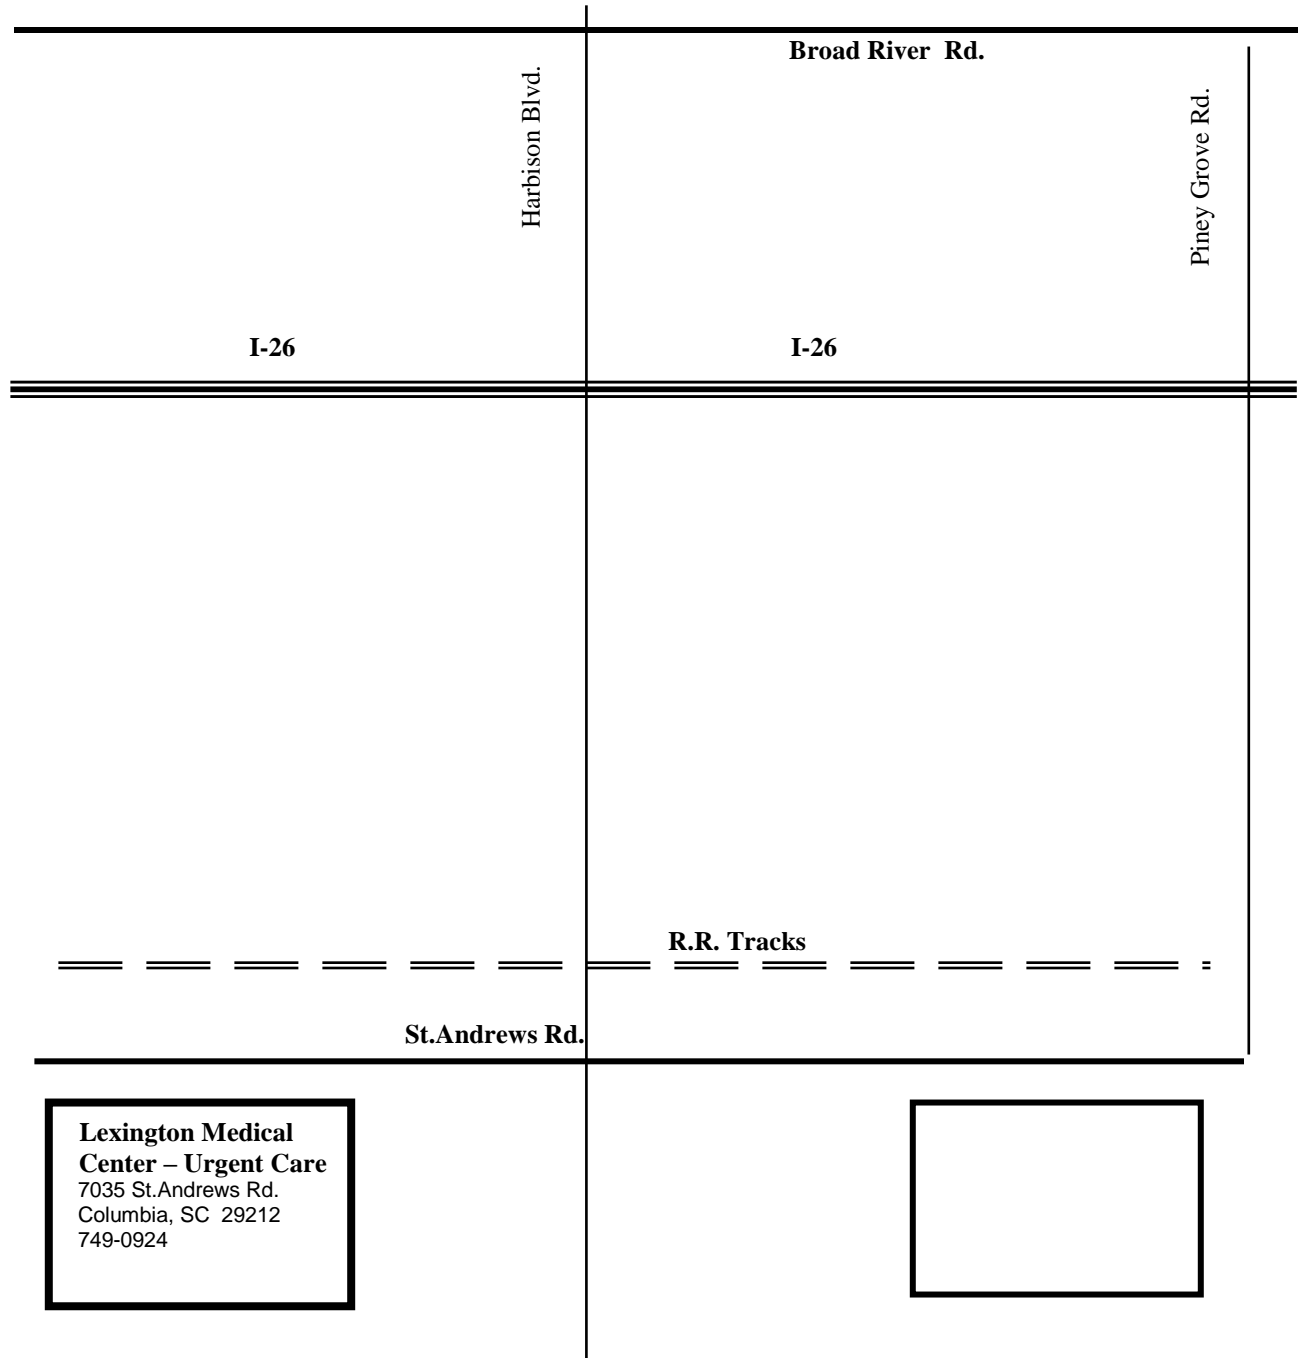 Broad River  Rd.
Harbison Blvd.
Piney Grove Rd.
I-26
I-26
R.R. Tracks
St.Andrews Rd.
Lexington Medical
Center – Urgent Care
7035 St.Andrews Rd.
Columbia, SC  29212
749-0924